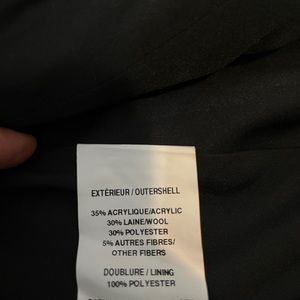 EXTÉRIEUR / OUTERSHELL
35% ACRYLIQUE/ACRYLIC
30% LAINE/WOOL
30% POLYESTER
5% AUTRES FIBRES/
OTHER FIBERS
DOUBLURE / LINING
100% POLYESTER